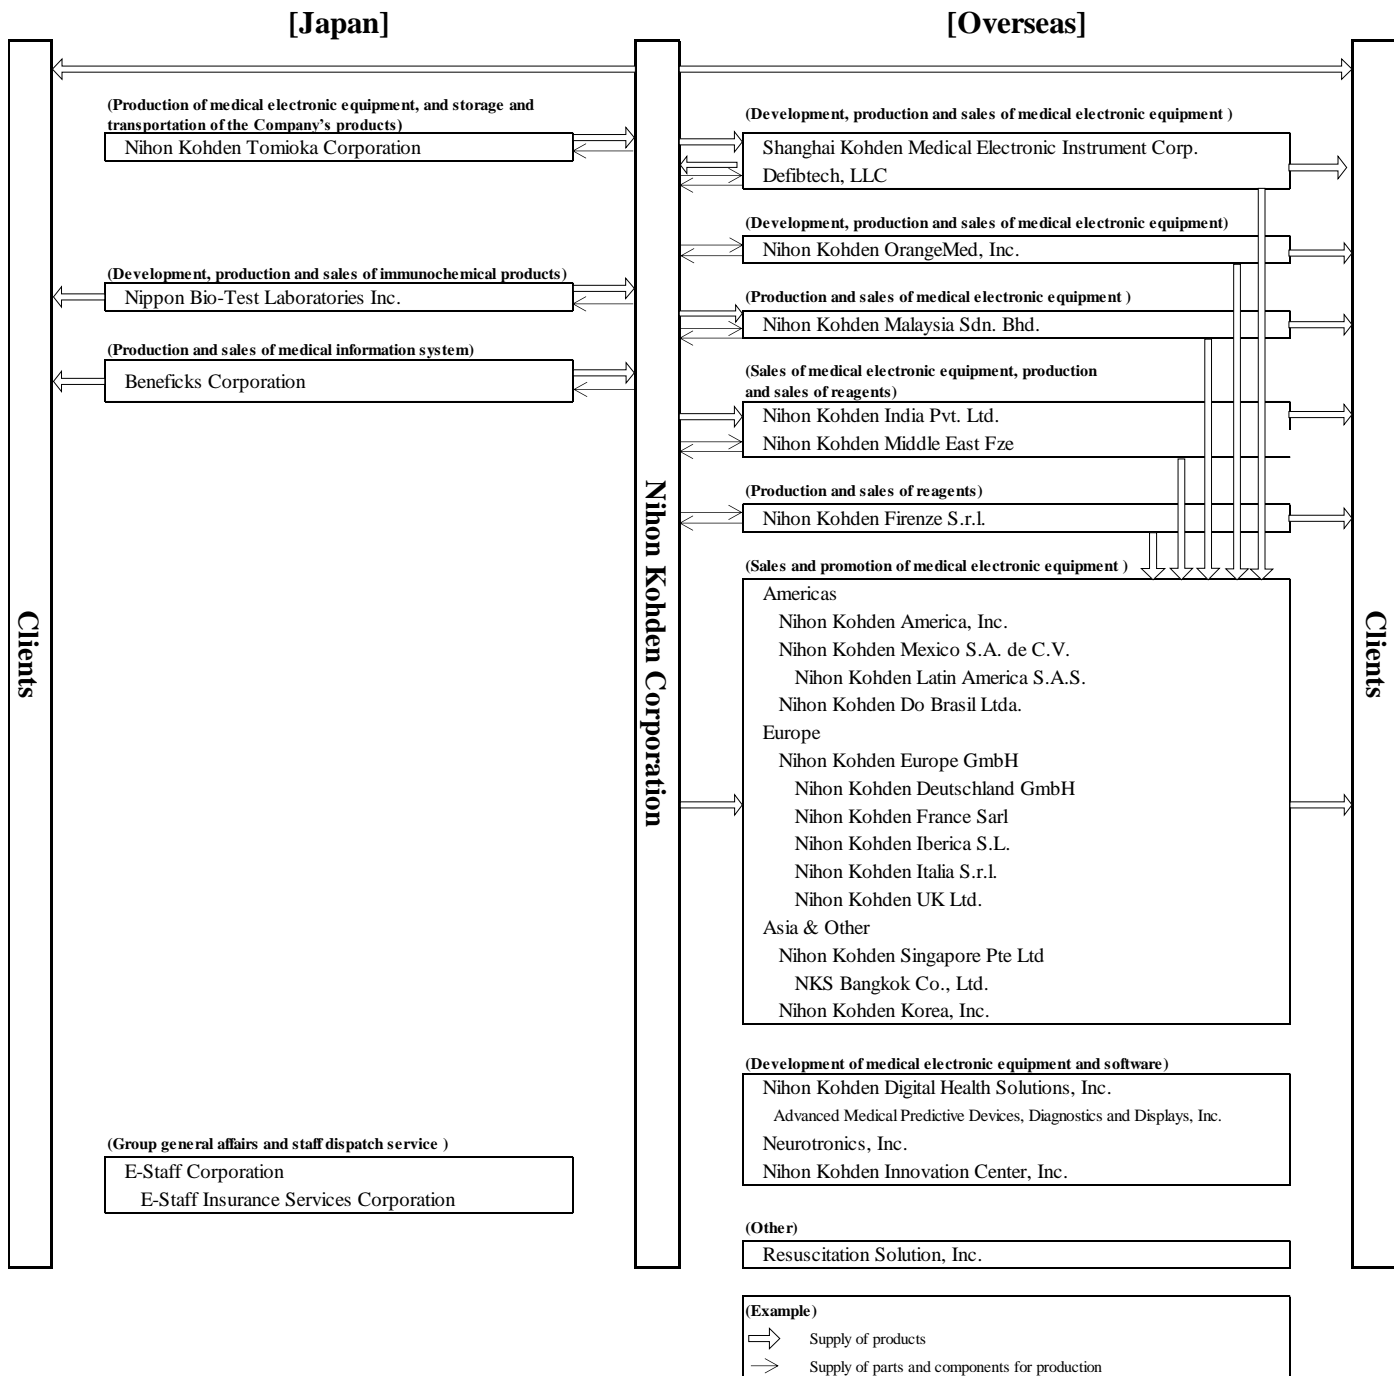 [Japan]
[Overseas]
Clients
(Production of medical electronic equipment, and storage and
transportation of the Company's products)
Nihon Kohden Tomioka Corporation
(Development, production and sales of immunochemical products)
Nippon Bio-Test Laboratories Inc.
(Production and sales of medical information system)
Beneficks Corporation
(Group general affairs and staff dispatch service )
E-Staff Corporation
E-Staff Insurance Services Corporation
Nihon Kohden Corporation
(Development, production and sales of medical electronic equipment )
Shanghai Kohden Medical Electronic Instrument Corp.
Defibtech, LLC
(Development, production and sales of medical electronic equipment)
Nihon Kohden OrangeMed, Inc.
(Production and sales of medical electronic equipment )
Nihon Kohden Malaysia Sdn. Bhd.
(Sales of medical electronic equipment, production
and sales of reagents)
Nihon Kohden India Pvt. Ltd.
Nihon Kohden Middle East Fze
(Production and sales of reagents)
Nihon Kohden Firenze S.r.l.
(Sales and promotion of medical electronic equipment )
Americas
Nihon Kohden America, Inc.
Nihon Kohden Mexico S.A. de C.V.
Nihon Kohden Latin America S.A.S.
Nihon Kohden Do Brasil Ltda.
Europe
Nihon Kohden Europe GmbH
Nihon Kohden Deutschland GmbH
Nihon Kohden France Sarl
Nihon Kohden Iberica S.L.
Nihon Kohden Italia S.r.l.
Nihon Kohden UK Ltd.
Asia & Other
Nihon Kohden Singapore Pte Ltd
NKS Bangkok Co., Ltd.
Nihon Kohden Korea, Inc.
(Development of medical electronic equipment and software)
Nihon Kohden Digital Health Solutions, Inc.
Advanced Medical Predictive Devices, Diagnostics and Displays, Inc.
Neurotronics, Inc.
Nihon Kohden Innovation Center, Inc.
(Other)
Resuscitation Solution, Inc.
(Example)
Supply of products
Supply of parts and components for production
Clients